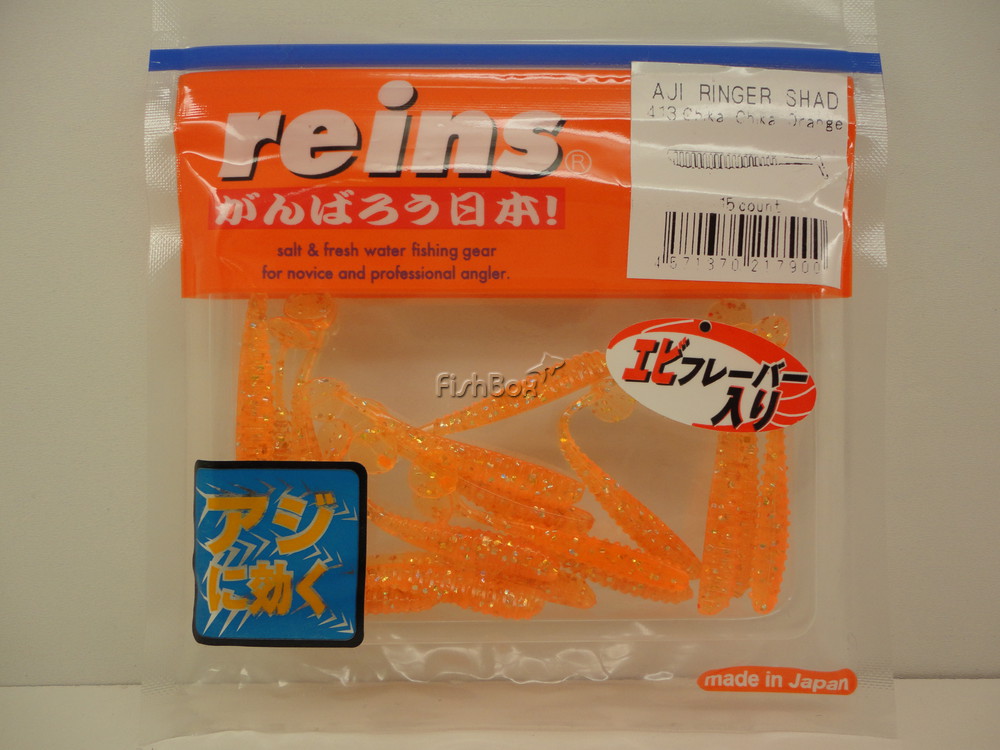 reins®
がんばろう日本!
salt & fresh water fishing gear
for novice and professional angler.
AJI RINGER SHAD
413 Chika Chika Orange
15 count
4 571370 217900
エビフレーバー
入り
FishBox
アジ
に効く
made in Japan